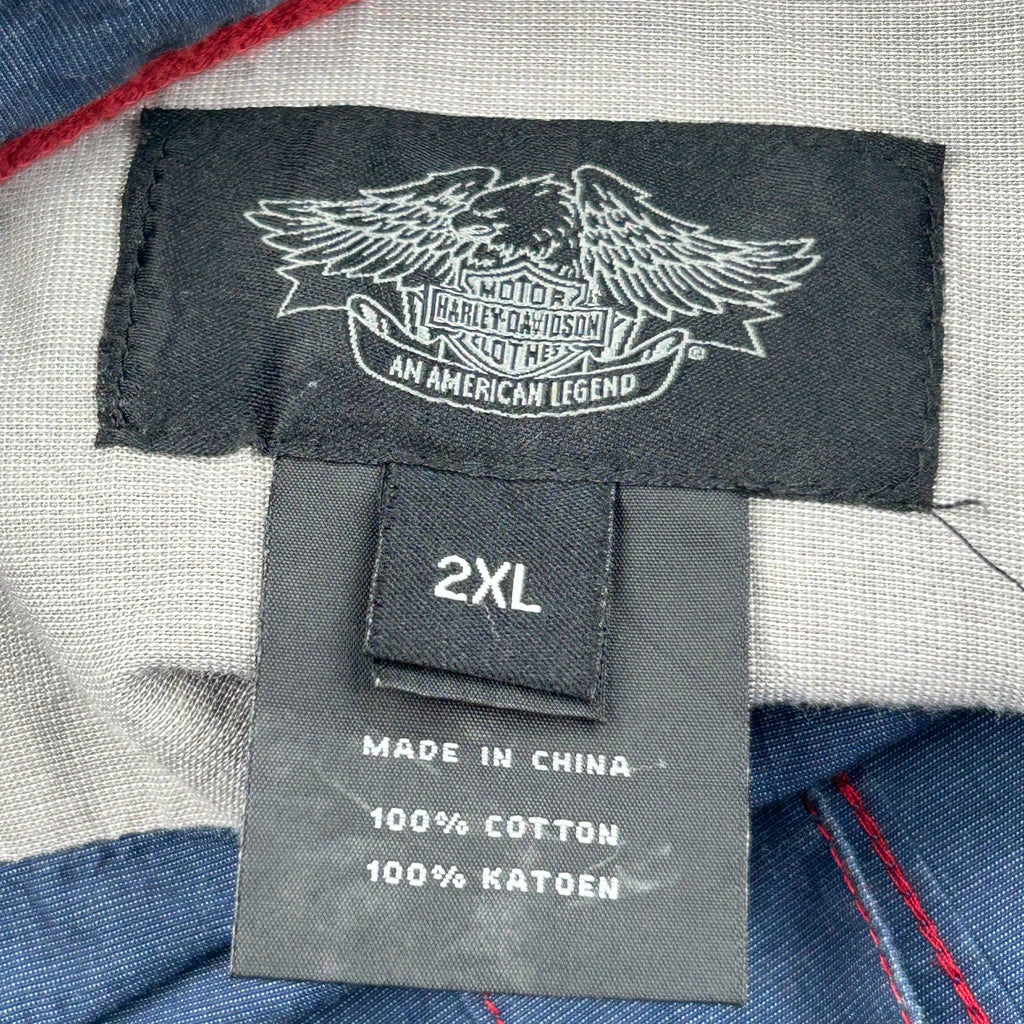 MOTOR
HARLEY-DAVIDSON
CLOTHES
®
AN AMERICAN LEGEND
2XL
MADE IN CHINA
100% COTTON
100% KATOEN